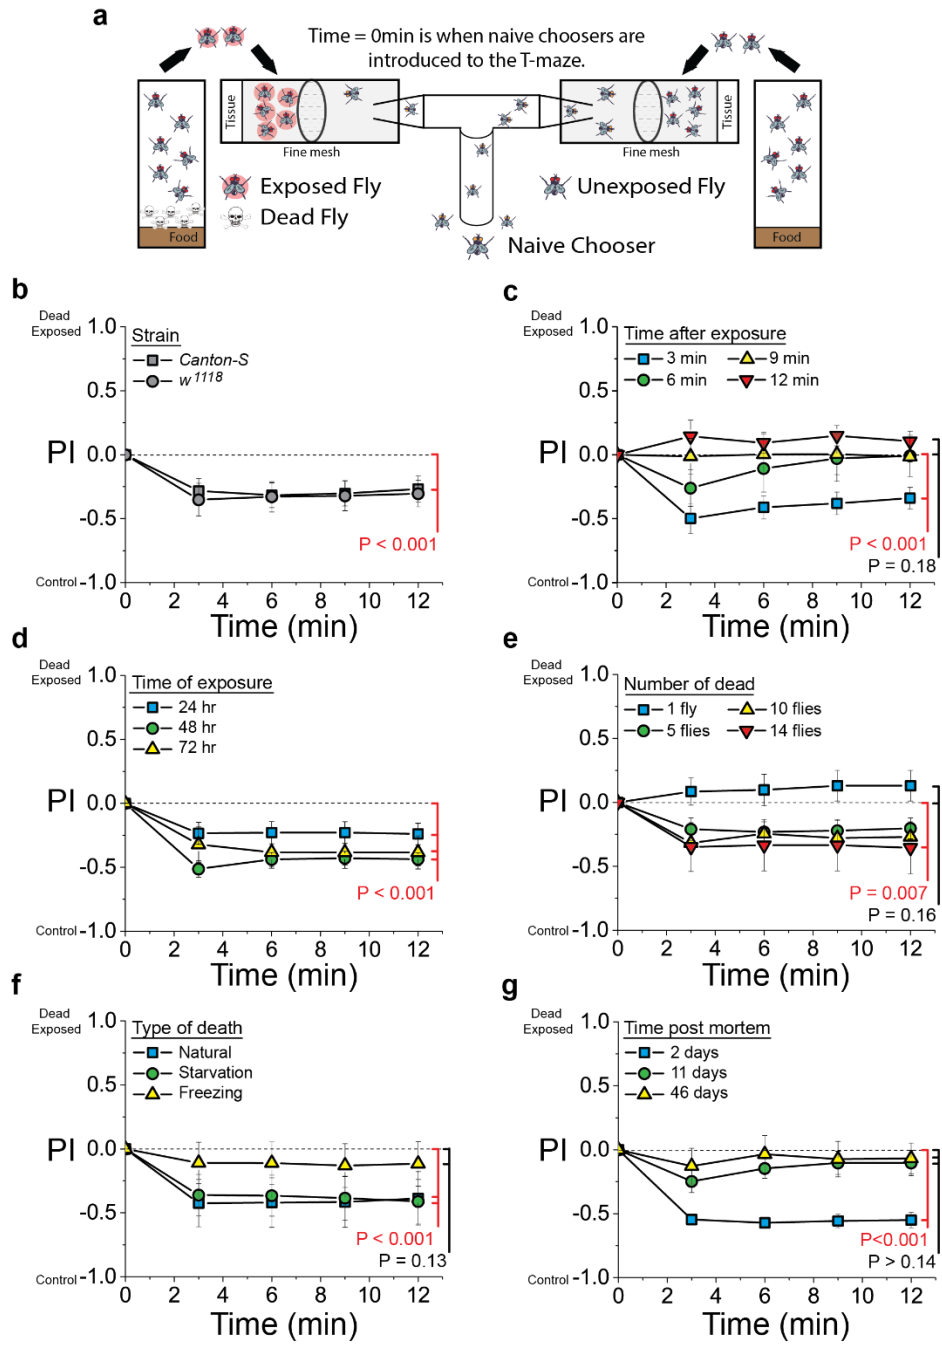 a
Time = 0min is when naive choosers are
introduced to the T-maze.
Tissue
Tissue
Fine mesh
Fine mesh
Exposed Fly
Dead Fly
Unexposed Fly
Naive Chooser
Food
Food
b
Dead
Exposed
1.0
0.5
0.0
-0.5
-1.0
PI
Control
Strain
Canton-S
w1118
P < 0.001
0 2 4 6 8 10 12
Time (min)
c
Dead
Exposed
1.0
0.5
0.0
-0.5
-1.0
PI
Control
Time after exposure
3 min 9 min
6 min 12 min
P < 0.001
P = 0.18
0 2 4 6 8 10 12
Time (min)
d
Dead
Exposed
1.0
0.5
0.0
-0.5
-1.0
PI
Control
Time of exposure
24 hr
48 hr
72 hr
P < 0.001
0 2 4 6 8 10 12
Time (min)
e
Dead
Exposed
1.0
0.5
0.0
-0.5
-1.0
PI
Control
Number of dead
1 fly 10 flies
5 flies 14 flies
P = 0.007
P = 0.16
0 2 4 6 8 10 12
Time (min)
f
Dead
Exposed
1.0
0.5
0.0
-0.5
-1.0
PI
Control
Type of death
Natural
Starvation
Freezing
P < 0.001
P = 0.13
0 2 4 6 8 10 12
Time (min)
g
Dead
Exposed
1.0
0.5
0.0
-0.5
-1.0
PI
Control
Time post mortem
2 days
11 days
46 days
P<0.001
P > 0.14
0 2 4 6 8 10 12
Time (min)